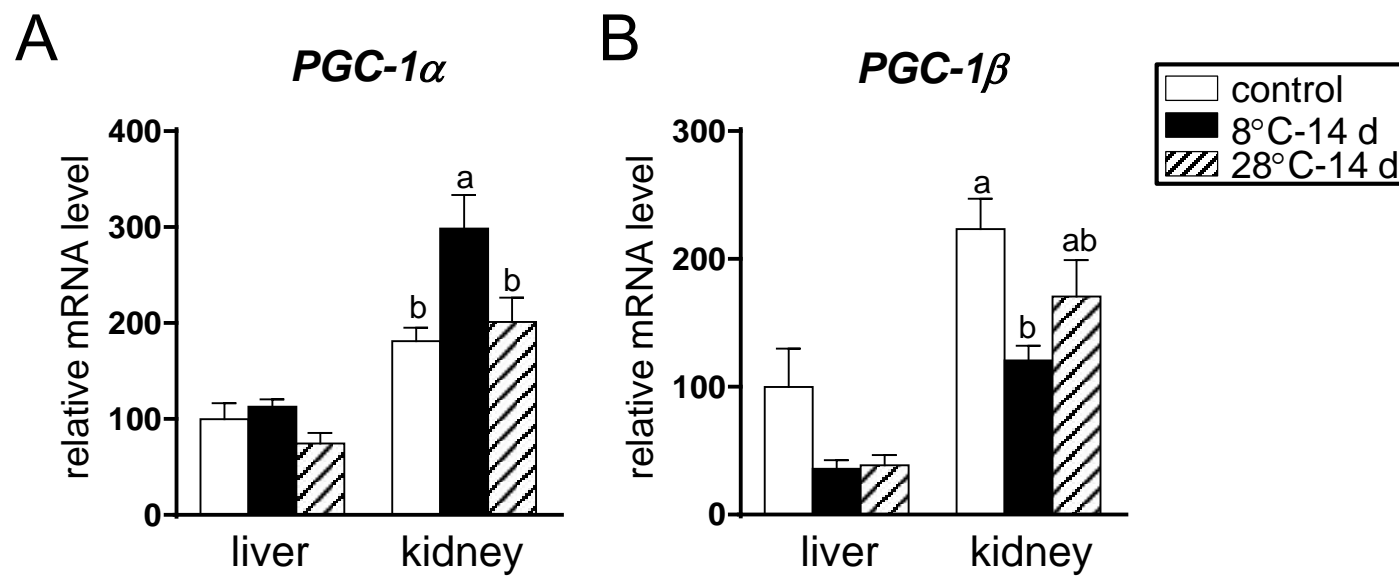 A
PGC-1α
relative mRNA level
400
300
200
100
0
b
a
b
liver kidney
B
PGC-1β
relative mRNA level
300
200
100
0
a
b
ab
liver kidney
control
8°C-14 d
28°C-14 d